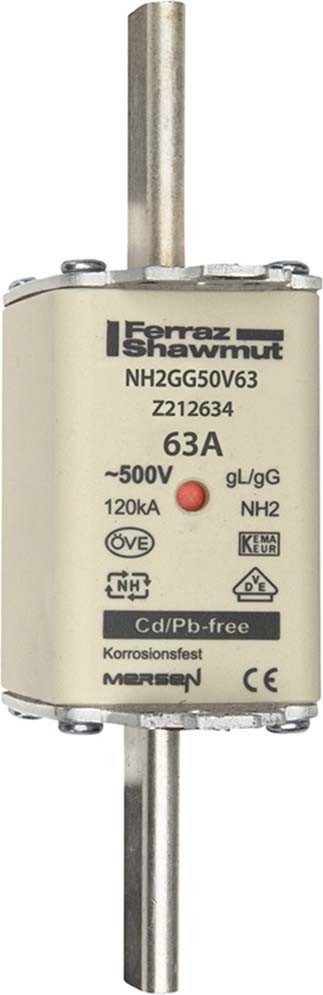 Ferraz
Shawmut
NH2GG50V63
Z212634
63A
~500V gL/gG
120kA NH2
ÖVE KEMA KEUR
NH VDE
Cd/Pb-free
Korrosionsfest
MERSEN CE